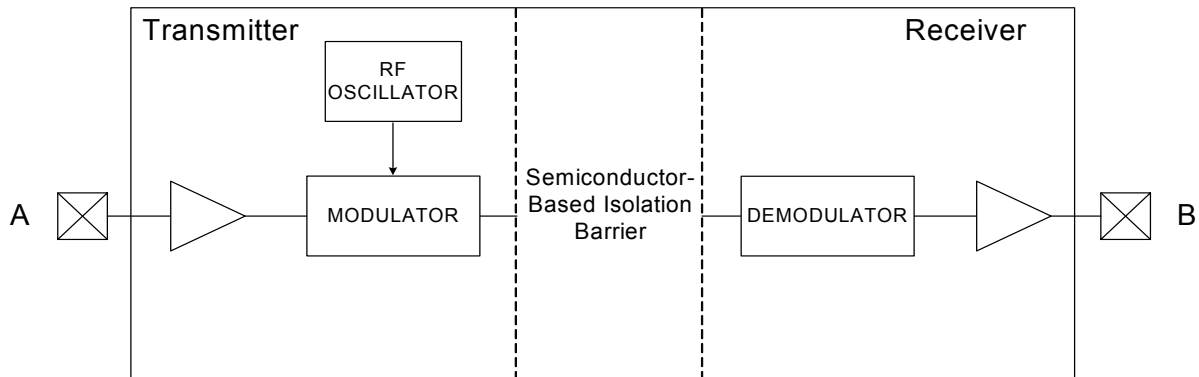 Transmitter
Receiver
RF
OSCILLATOR
A
MODULATOR
Semiconductor-
Based Isolation
Barrier
DEMODULATOR
B